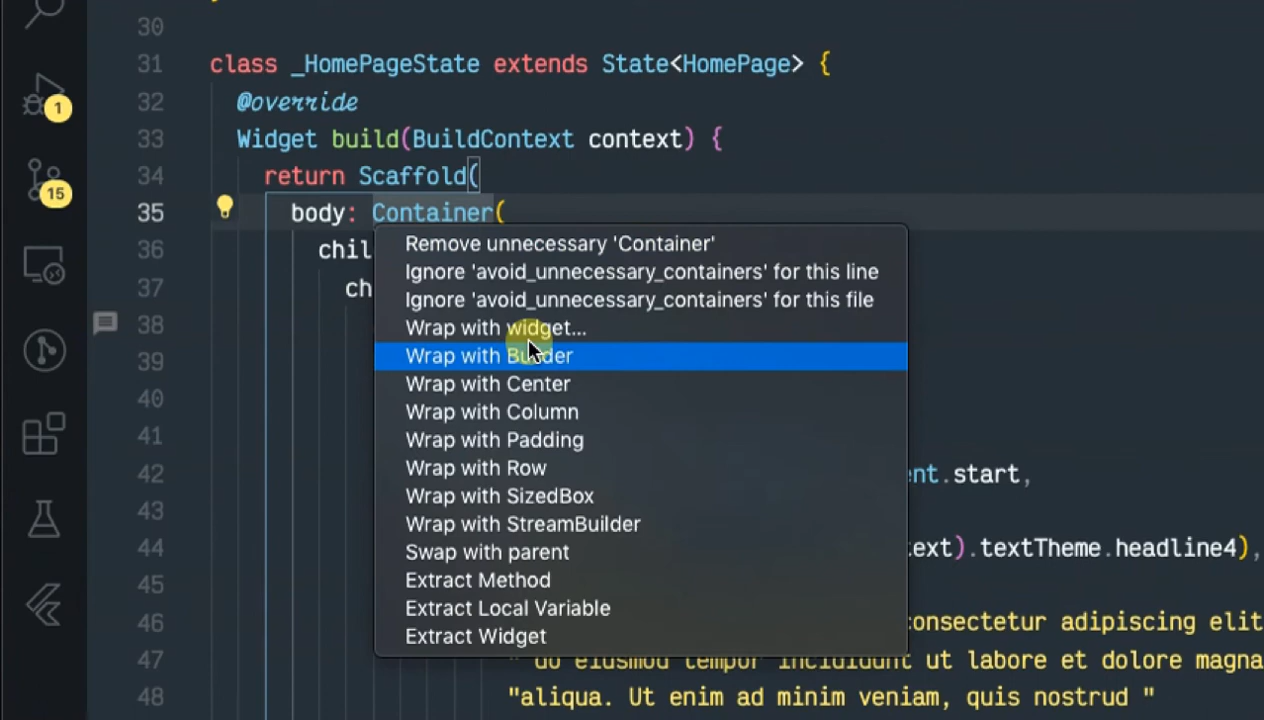 30
31 class _HomePageState extends State<HomePage> {
1
32 @override
33 Widget build(BuildContext context) {
34 return Scaffold(
15
35 body: Container(
36 chil
37 ch
Remove unnecessary 'Container'
Ignore 'avoid_unnecessary_containers' for this line
Ignore 'avoid_unnecessary_containers' for this file
Wrap with widget...
Wrap with Builder
Wrap with Center
Wrap with Column
Wrap with Padding
Wrap with Row
Wrap with SizedBox
Wrap with StreamBuilder
Swap with parent
Extract Method
Extract Local Variable
Extract Widget
38
39
40
41
42 ent.start,
43
44 text).textTheme.headline4),
45
46 consectetur adipiscing elit
47 " do eiusmod tempor incididunt ut labore et dolore magna
48 "aliqua. Ut enim ad minim veniam, quis nostrud "